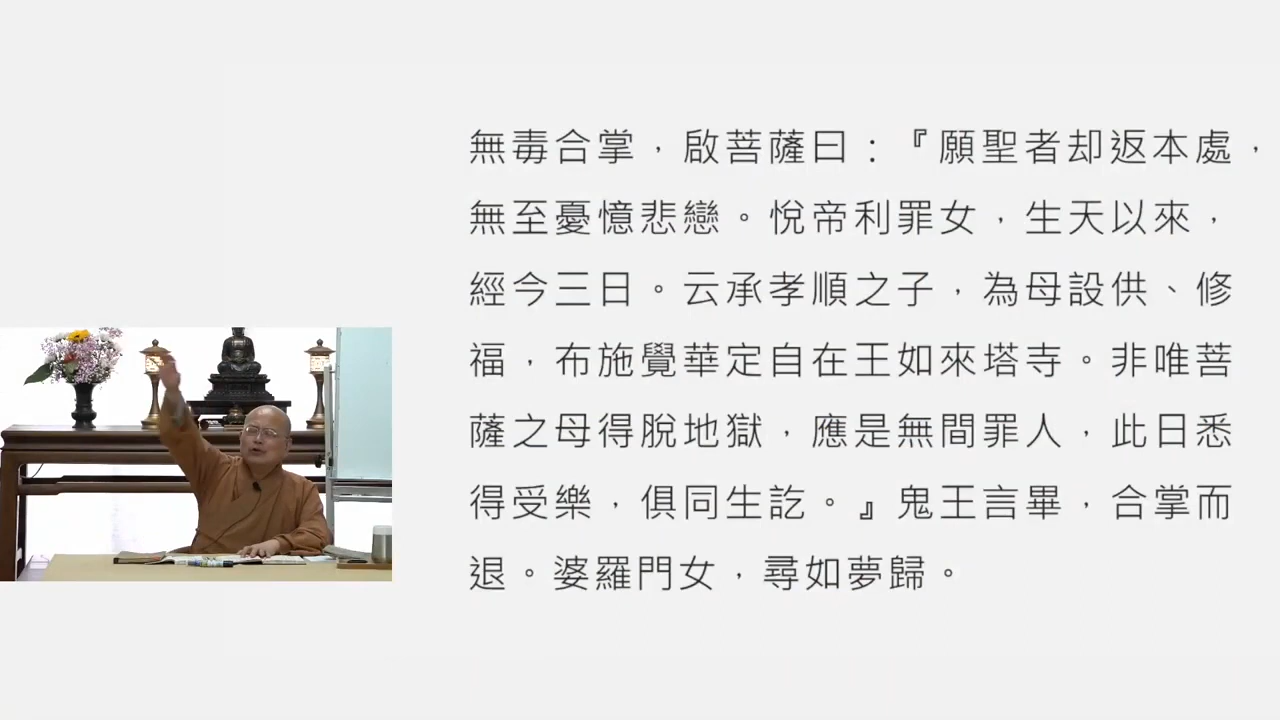 無毒合掌，啟菩薩曰：『願聖者却返本處，
無至憂憶悲戀。悅帝利罪女，生天以來，
經今三日。云承孝順之子，為母設供、修
福，布施覺華定自在王如來塔寺。非唯菩
薩之母得脫地獄，應是無間罪人，此日悉
得受樂，俱同生訖。』鬼王言畢，合掌而
退。婆羅門女，尋如夢歸。